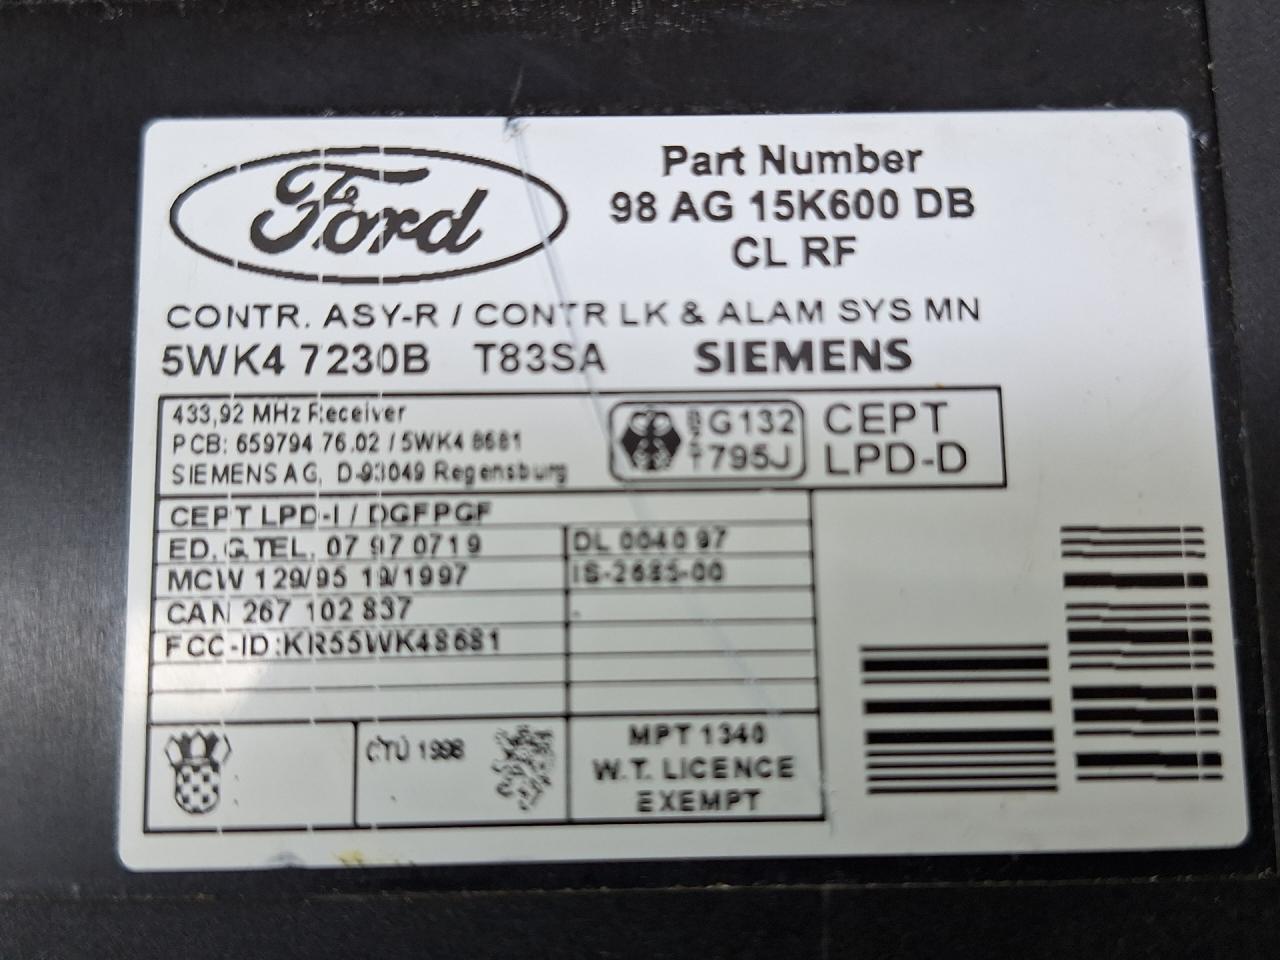 Ford
Part Number
98 AG 15K600 DB
CL RF
CONTR. ASY-R / CONTR LK & ALAM SYS MN
5WK4 7230B T83SA SIEMENS
433,92 MHz Receiver
PCB: 659794 76.02 / 5WK4 8681
SIEMENS AG, D-93049 Regensburg
G132
795J
CEPT
LPD-D
CEPT LPD-I / DGFPGF
ED. G.TEL. 07 97 0719
DL 0040 97
MCW 129/95 19/1997
IS-2685-00
CAN 267 102 837
FCC-ID:KR55WK48681
ČTÚ 1998
MPT 1340
W.T. LICENCE
EXEMPT